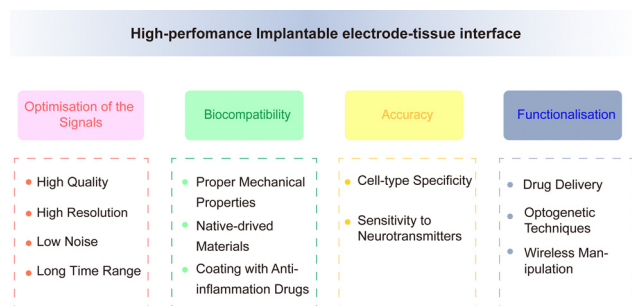 High-perfomance Implantable electrode-tissue interface
Optimisation of the
Signals
High Quality
High Resolution
Low Noise
Long Time Range
Biocompatibility
Proper Mechanical
Properties
Native-drived
Materials
Coating with Anti-
inflammation Drugs
Accuracy
Cell-type Specificity
Sensitivity to
Neurotransmitters
Functionalisation
Drug Delivery
Optogenetic
Techniques
Wireless Man-
ipulation